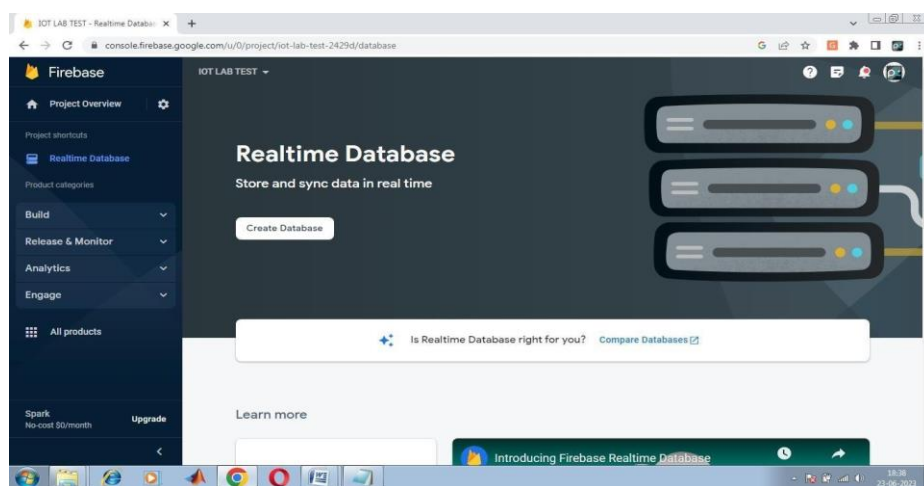 IOT LAB TEST - Realtime Databas
console.firebase.google.com/u/0/project/iot-lab-test-2429d/database
Firebase
IOT LAB TEST
Project Overview
Project shortcuts
Realtime Database
Product categories
Build
Release & Monitor
Analytics
Engage
All products
Spark
No-cost $0/month
Upgrade
Realtime Database
Store and sync data in real time
Create Database
Is Realtime Database right for you? Compare Databases
Learn more
Introducing Firebase Realtime Database
18:38
23-06-2023